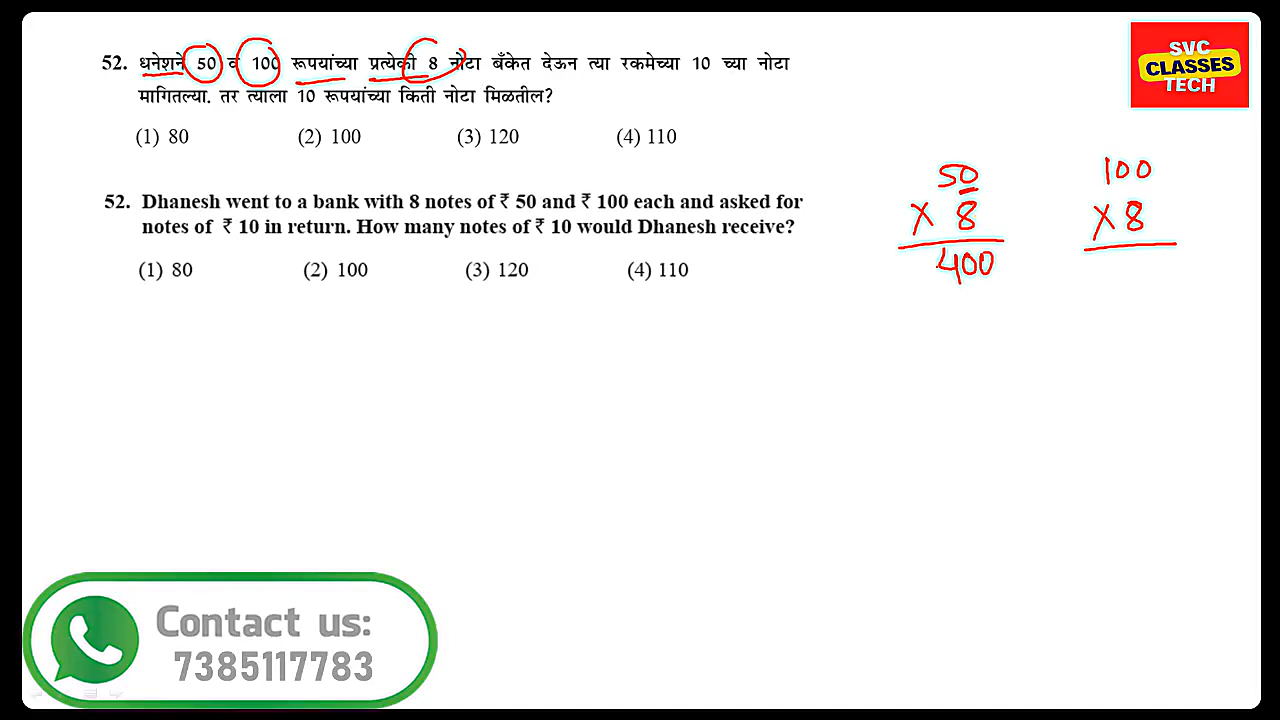 52. धनेशने 50 व 100 रूपयांच्या प्रत्येकी 8 नोटा बँकेत देऊन त्या रकमेच्या 10 च्या नोटा
मागितल्या. तर त्याला 10 रूपयांच्या किती नोटा मिळतील?
(1) 80 (2) 100 (3) 120 (4) 110
52. Dhanesh went to a bank with 8 notes of ₹ 50 and ₹ 100 each and asked for
notes of ₹ 10 in return. How many notes of ₹ 10 would Dhanesh receive?
(1) 80 (2) 100 (3) 120 (4) 110
SVC
CLASSES
TECH
50
X 8
400
100
X 8
Contact us:
7385117783